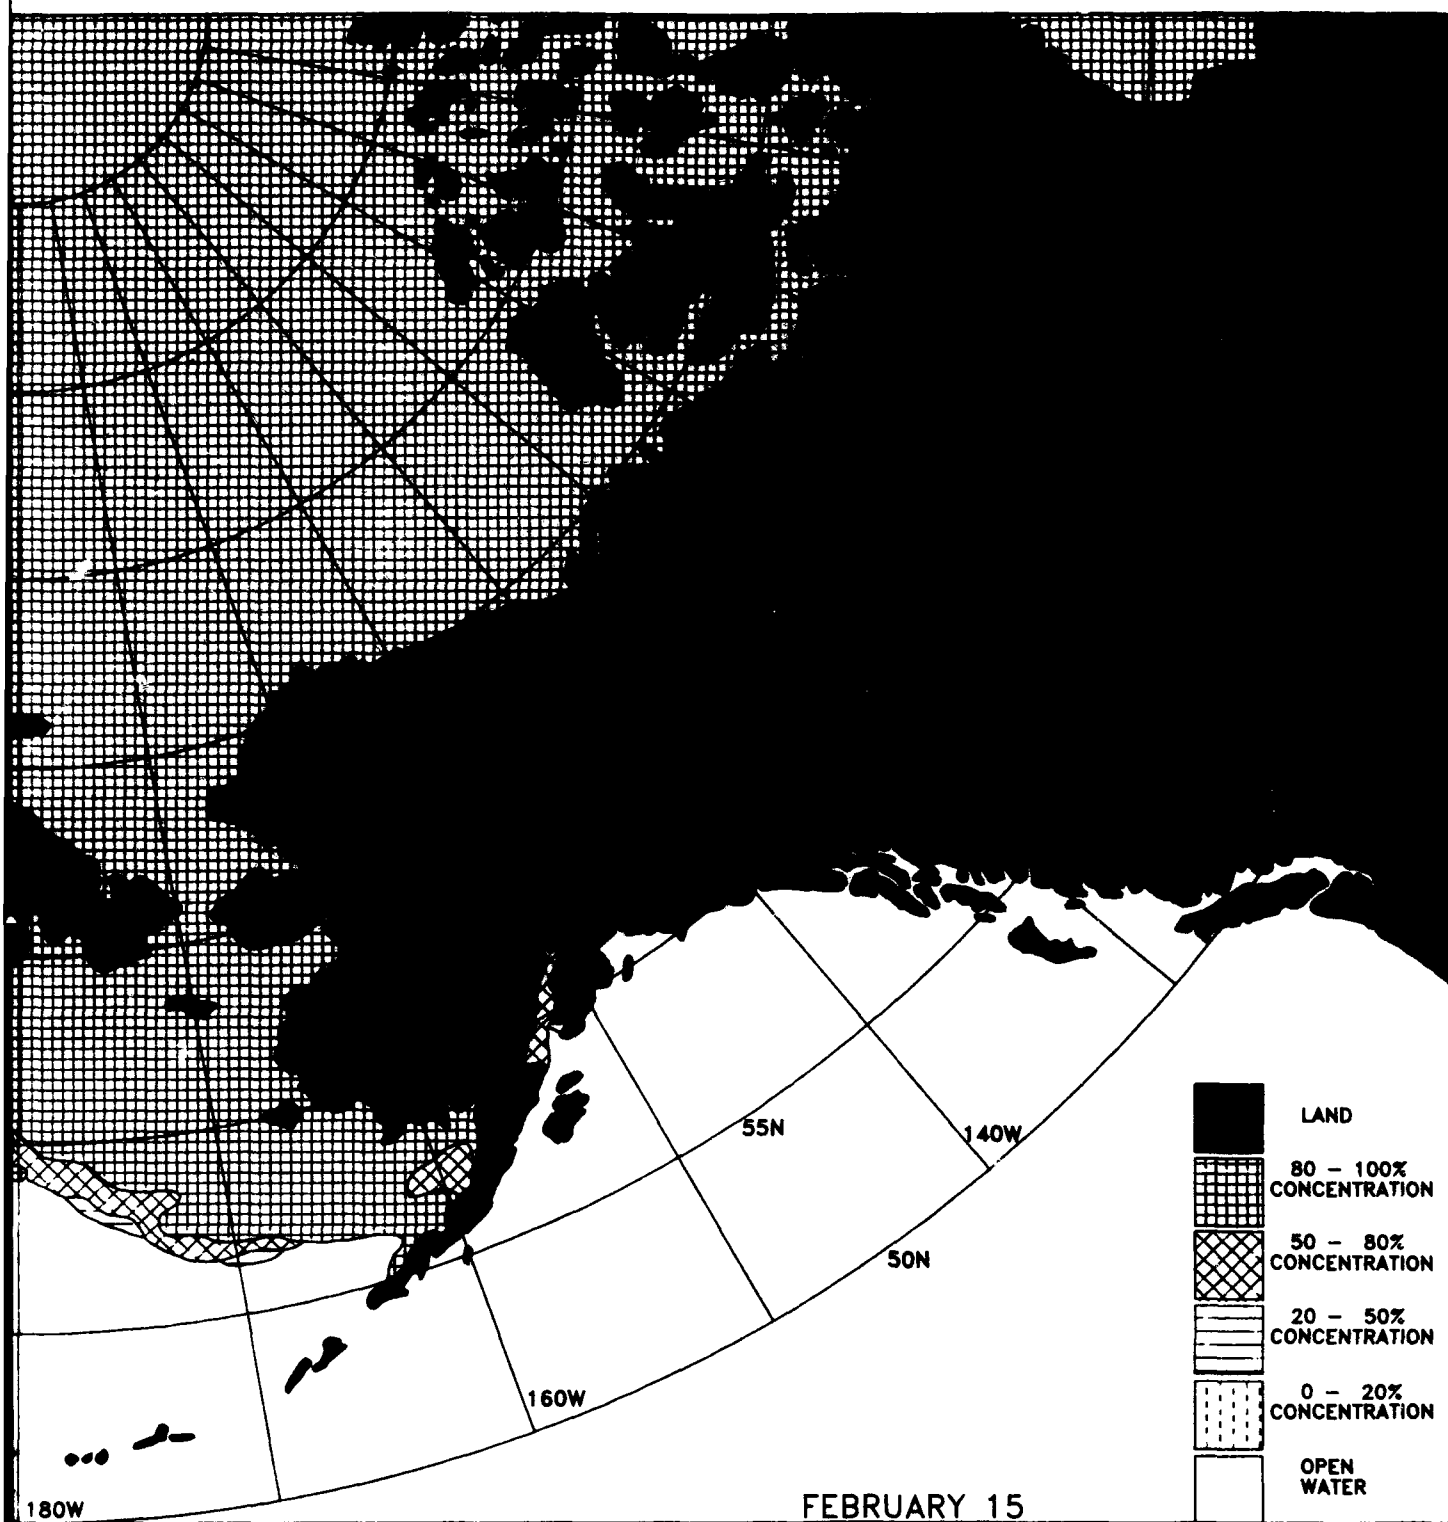 LAND
55N
140W
80 - 100%
CONCENTRATION
50 - 80%
CONCENTRATION
50N
20 - 50%
CONCENTRATION
160W
0 - 20%
CONCENTRATION
OPEN
WATER
180W
FEBRUARY 15